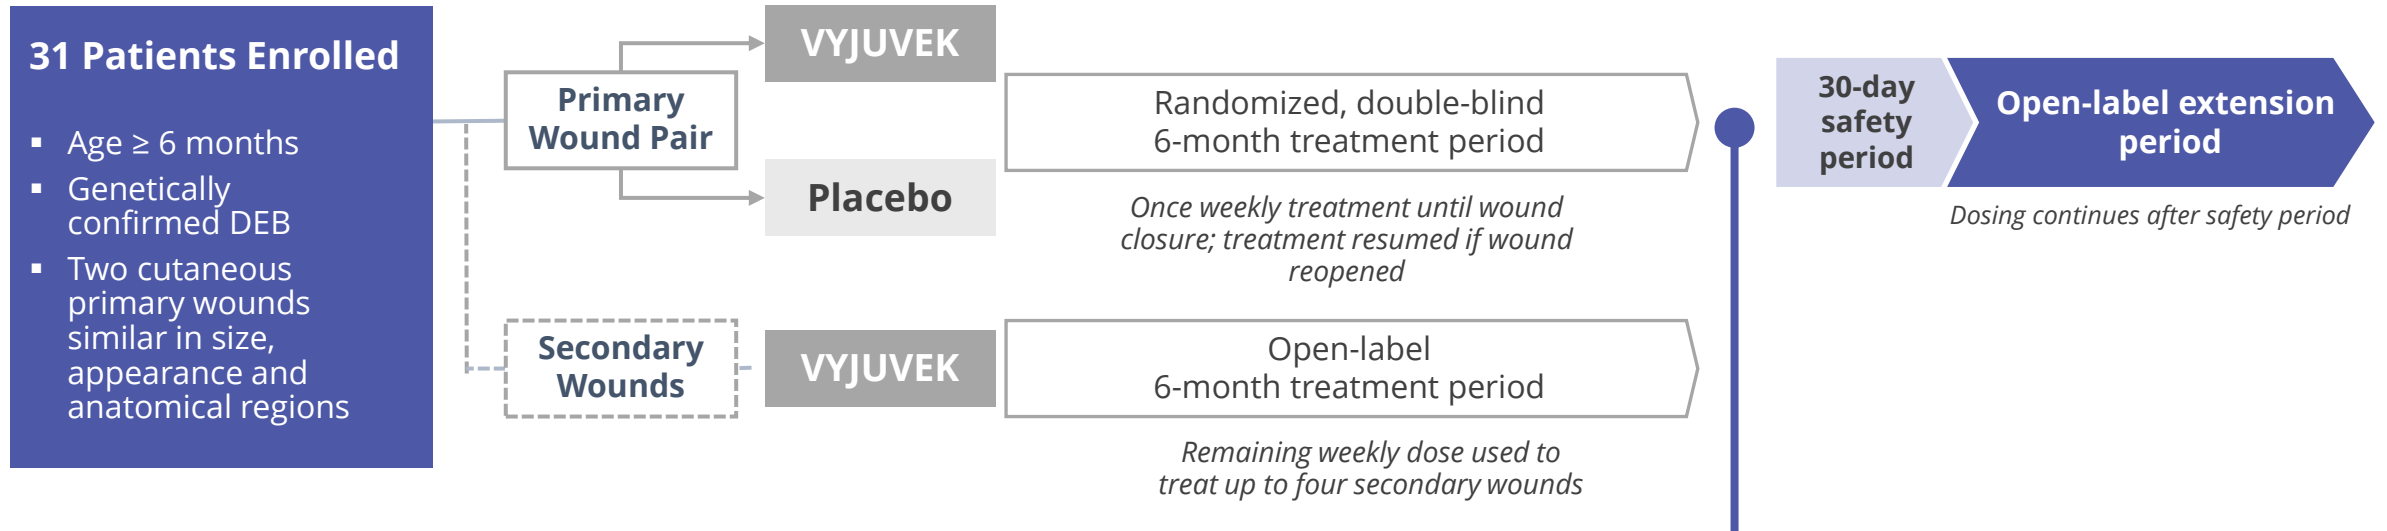 31 Patients Enrolled
▪ Age ≥ 6 months
▪ Genetically
confirmed DEB
▪ Two cutaneous
primary wounds
similar in size,
appearance and
anatomical regions
Primary
Wound Pair
VYJUVEK
Placebo
Randomized, double-blind
6-month treatment period
Once weekly treatment until wound
closure; treatment resumed if wound
reopened
Secondary
Wounds
VYJUVEK
Open-label
6-month treatment period
Remaining weekly dose used to
treat up to four secondary wounds
30-day
safety
period
Open-label extension
period
Dosing continues after safety period